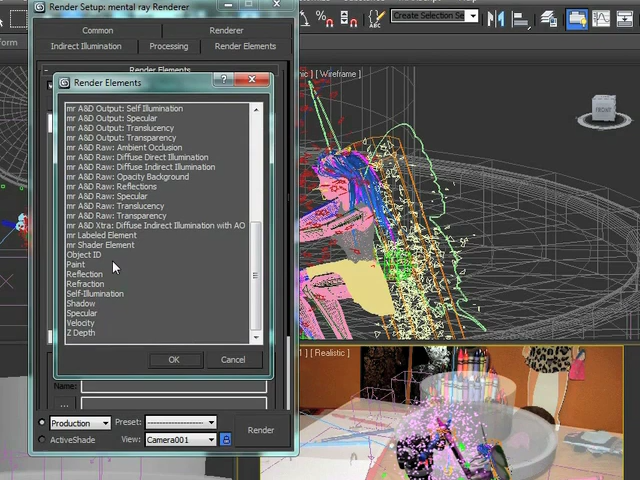 Render Setup: mental ray Renderer
Common
Renderer
Indirect Illumination
Processing
Render Elements
Render Elements
Render Elements
mr A&D Output: Self Illumination
mr A&D Output: Specular
mr A&D Output: Translucency
mr A&D Output: Transparency
mr A&D Raw: Ambient Occlusion
mr A&D Raw: Diffuse Direct Illumination
mr A&D Raw: Diffuse Indirect Illumination
mr A&D Raw: Opacity Background
mr A&D Raw: Reflections
mr A&D Raw: Specular
mr A&D Raw: Translucency
mr A&D Raw: Transparency
mr A&D Xtra: Diffuse Indirect Illumination with AO
mr Labeled Element
mr Shader Element
Object ID
Paint
Reflection
Refraction
Self-Illumination
Shadow
Specular
Velocity
Z Depth
OK
Cancel
Name:
...
Production
Preset:
ActiveShade
View:
Camera001
Render
Create Selection Se
ABC
[ Wireframe ]
] [ Realistic ]